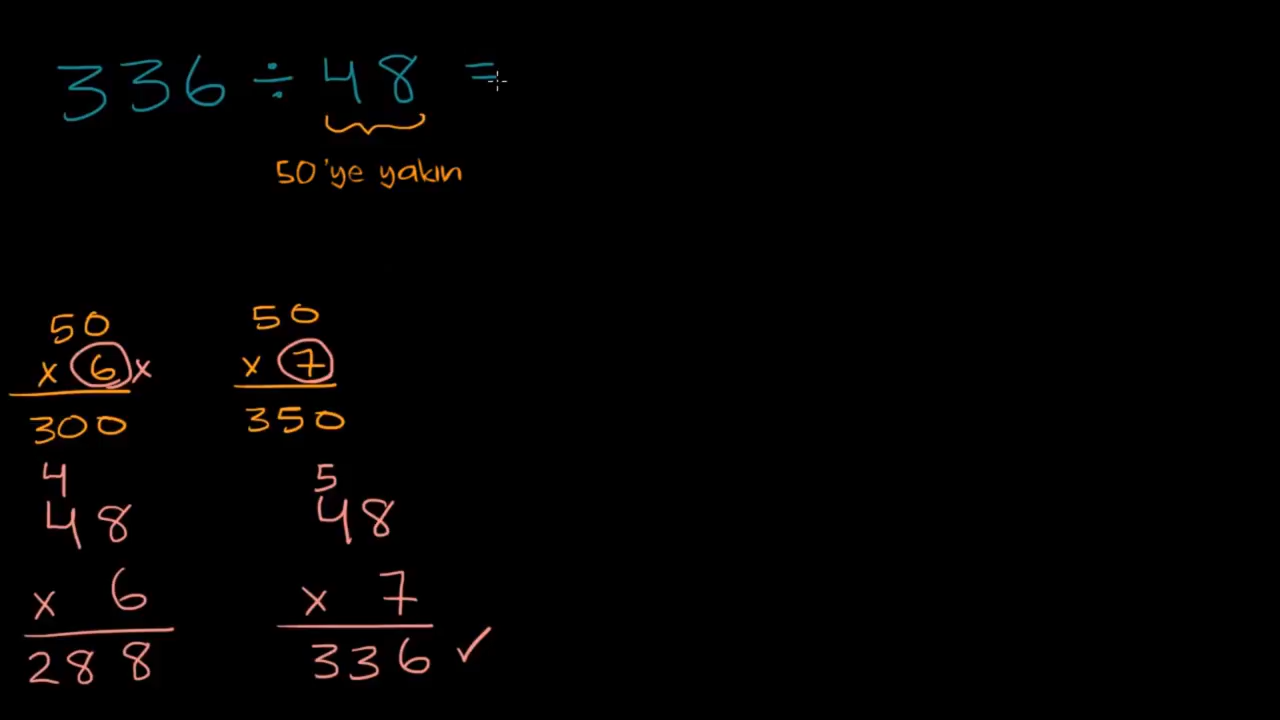 336 ÷ 48 =
50'ye yakın
50
x 6 x
300
50
x 7
350
4
48
x 6
288
5
48
x 7
336 ✓